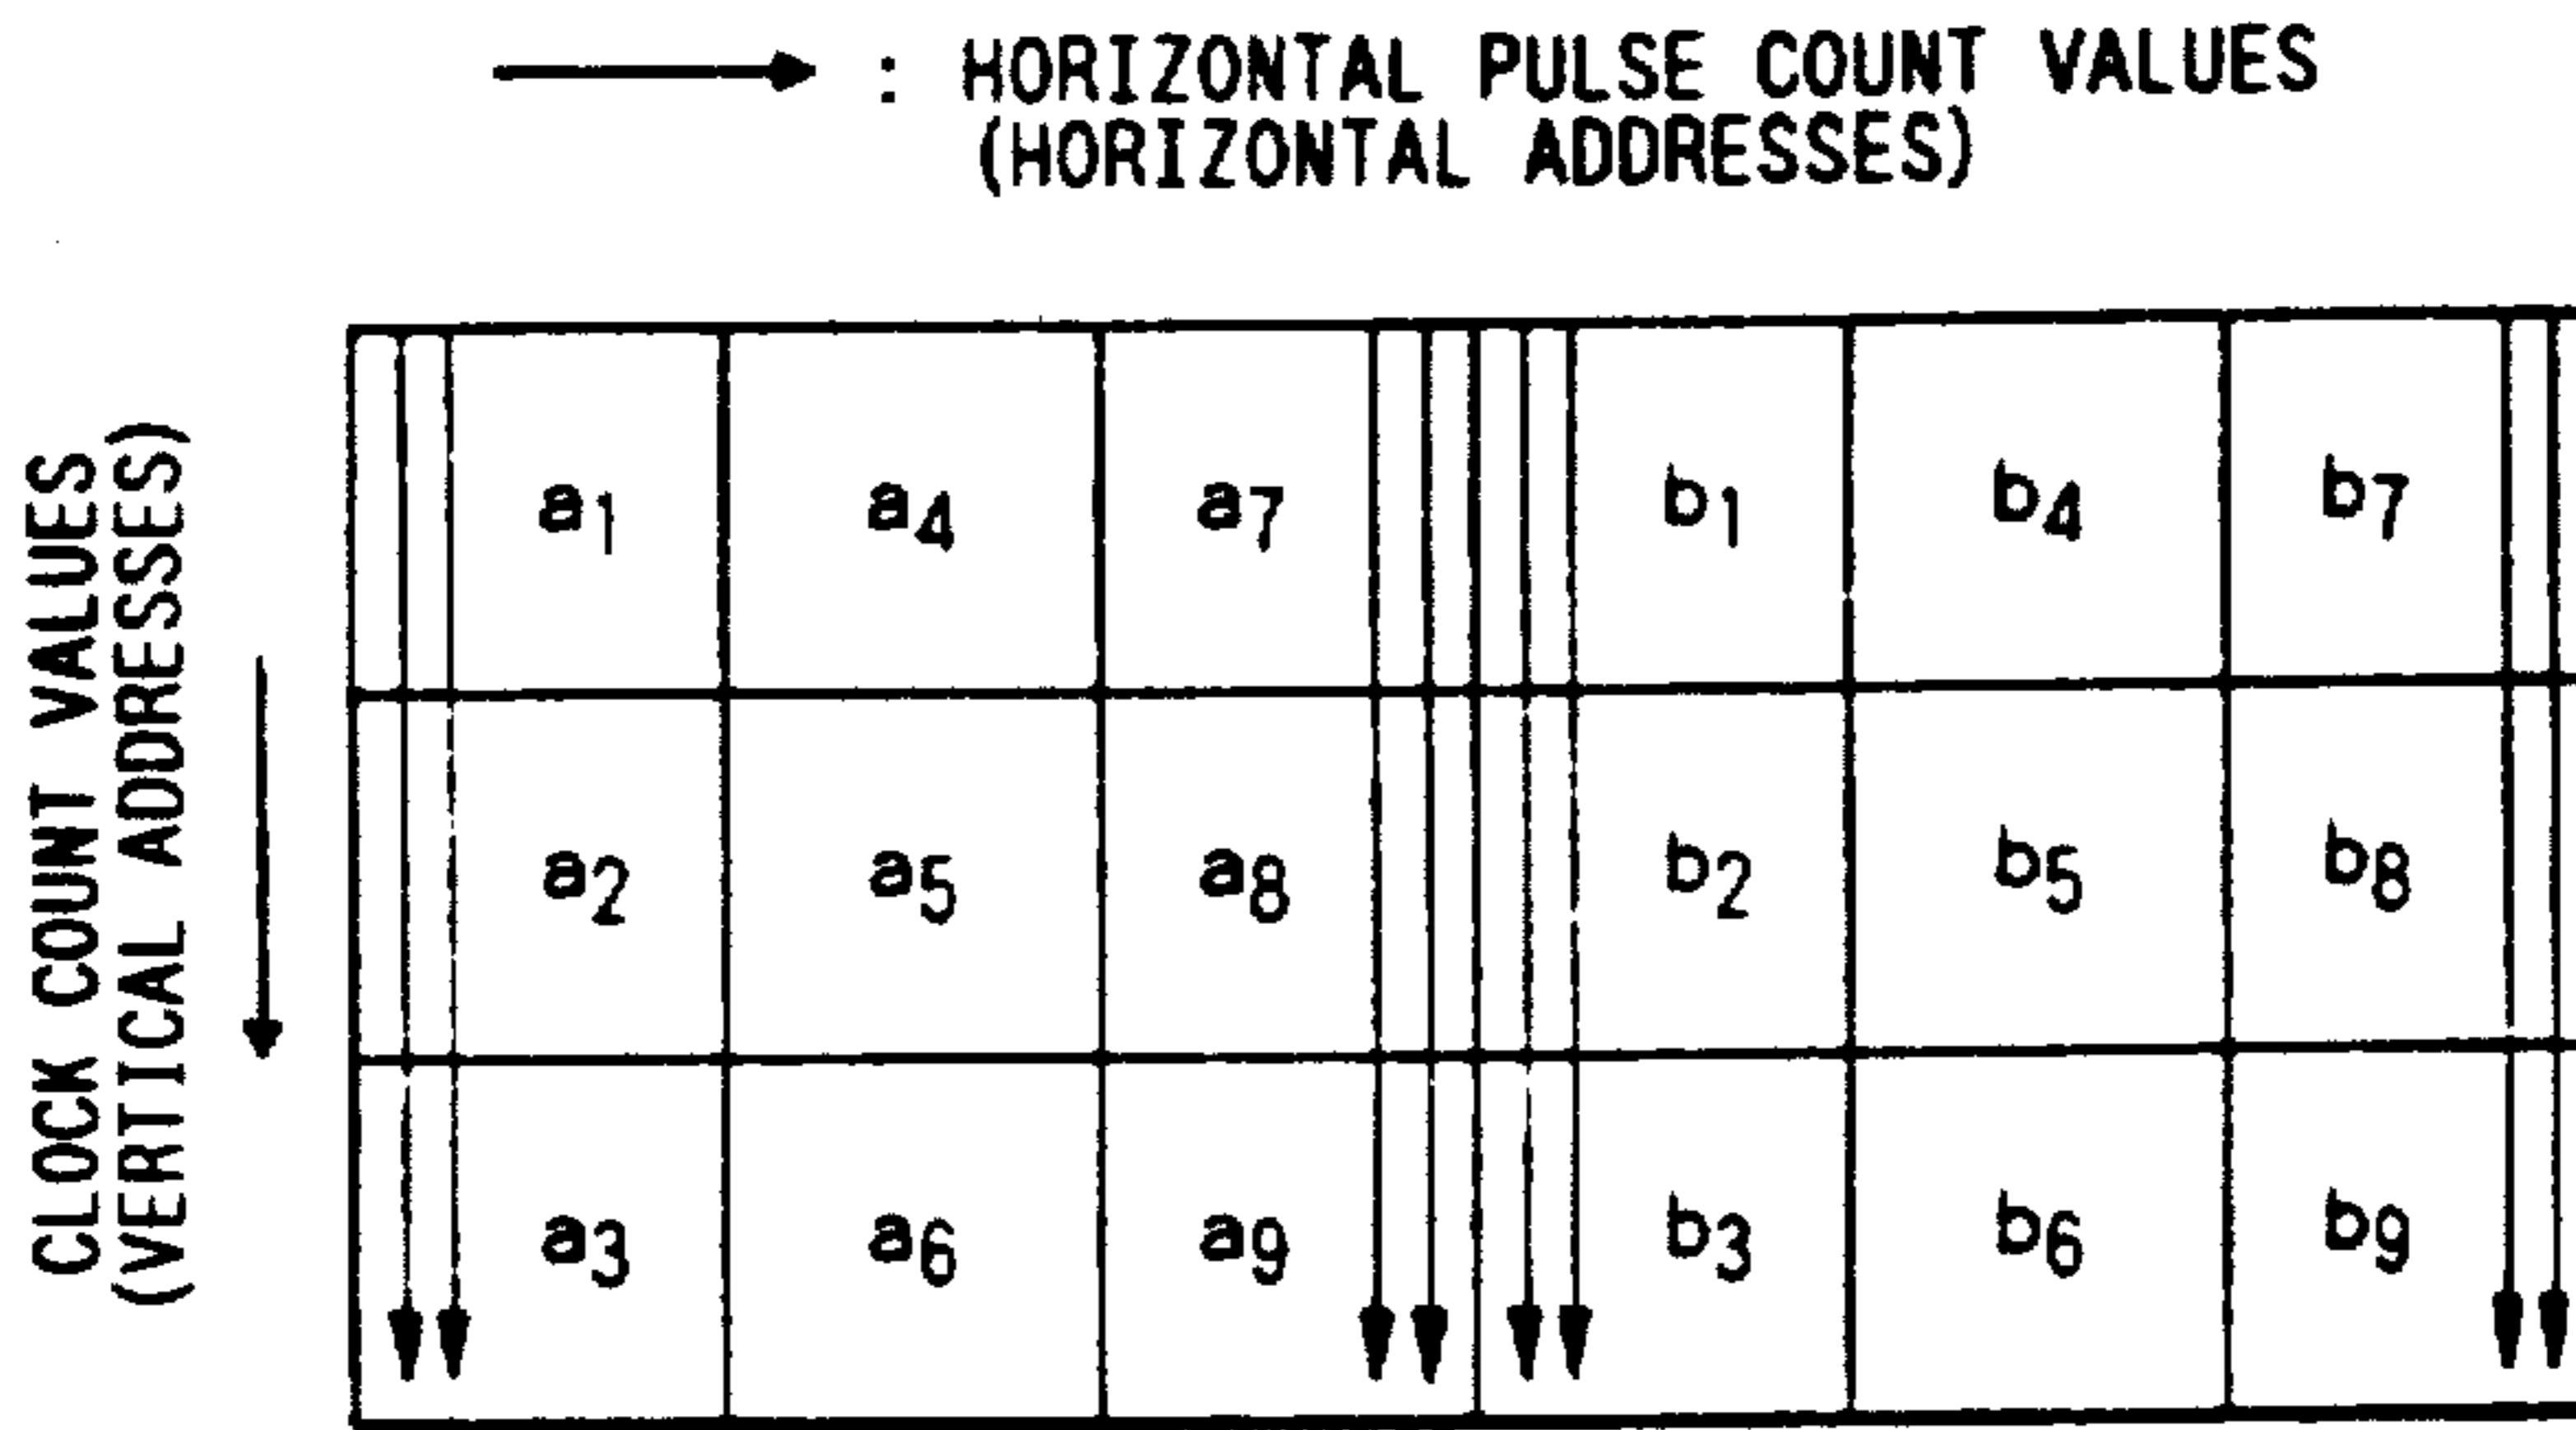 : HORIZONTAL PULSE COUNT VALUES
(HORIZONTAL ADDRESSES)
CLOCK COUNT VALUES
(VERTICAL ADDRESSES)
a1 a4 a7 b1 b4 b7
a2 a5 a8 b2 b5 b8
a3 a6 a9 b3 b6 b9